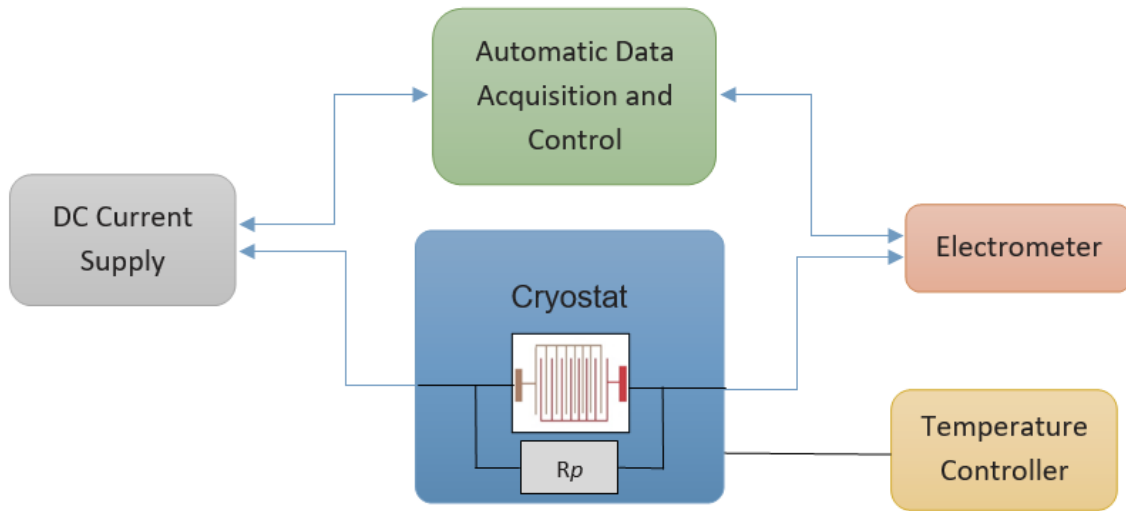 Automatic Data
Acquisition and
Control
DC Current
Supply
Electrometer
Cryostat
Rp
Temperature
Controller